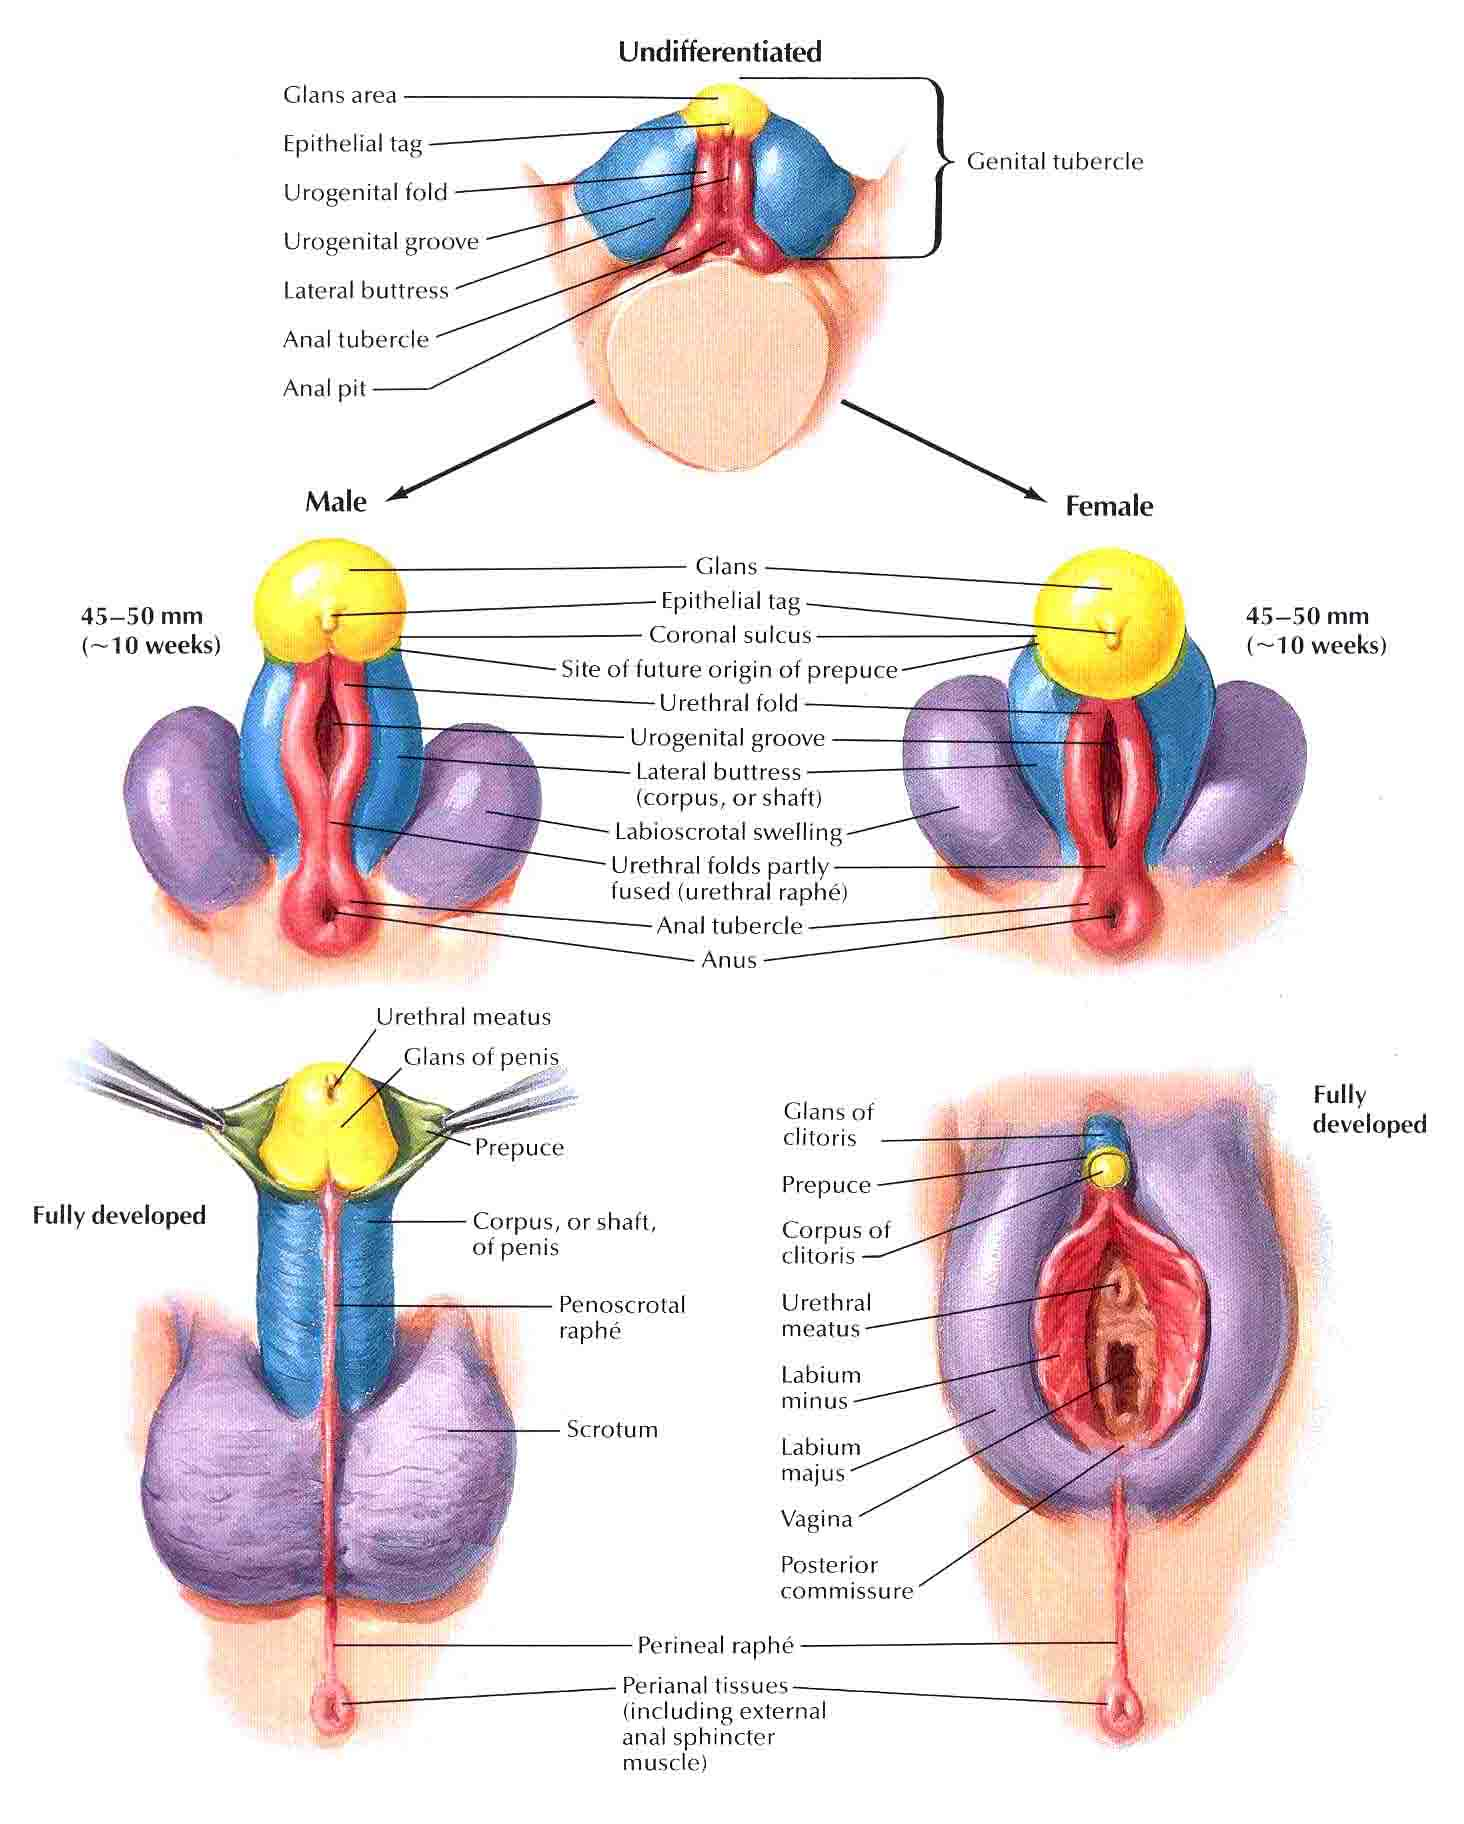 Undifferentiated
Glans area
Epithelial tag
Urogenital fold
Urogenital groove
Lateral buttress
Anal tubercle
Anal pit
Genital tubercle
Male
Female
45–50 mm
(~10 weeks)
Glans
Epithelial tag
Coronal sulcus
Site of future origin of prepuce
Urethral fold
Urogenital groove
Lateral buttress
(corpus, or shaft)
Labioscrotal swelling
Urethral folds partly
fused (urethral raphé)
Anal tubercle
Anus
45–50 mm
(~10 weeks)
Urethral meatus
Glans of penis
Prepuce
Fully developed
Corpus, or shaft,
of penis
Penoscrotal
raphé
Scrotum
Fully
developed
Glans of
clitoris
Prepuce
Corpus of
clitoris
Urethral
meatus
Labium
minus
Labium
majus
Vagina
Posterior
commissure
Perineal raphé
Perianal tissues
(including external
anal sphincter
muscle)